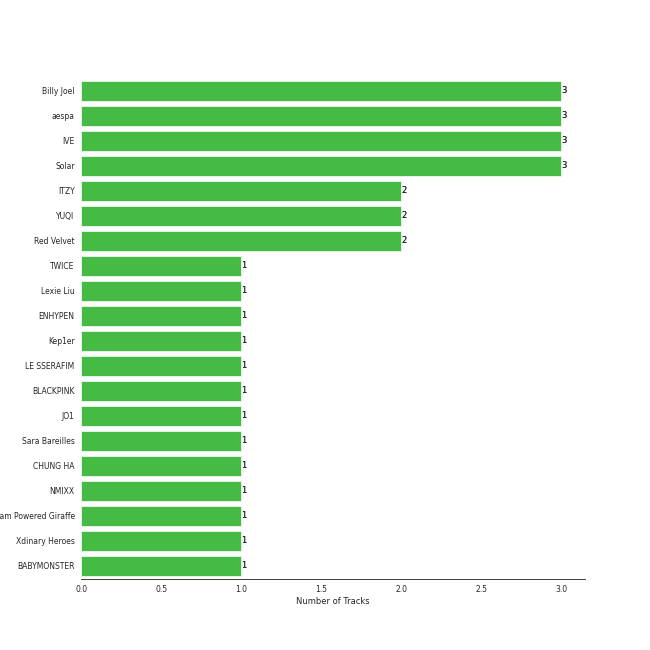 Billy Joel 3
aespa 3
IVE 3
Solar 3
ITZY 2
YUQI 2
Red Velvet 2
TWICE 1
Lexie Liu 1
ENHYPEN 1
Kep1er 1
LE SSERAFIM 1
BLACKPINK 1
JO1 1
Sara Bareilles 1
CHUNG HA 1
NMIXX 1
am Powered Giraffe 1
Xdinary Heroes 1
BABYMONSTER 1
0.0 0.5 1.0 1.5 2.0 2.5 3.0
Number of Tracks